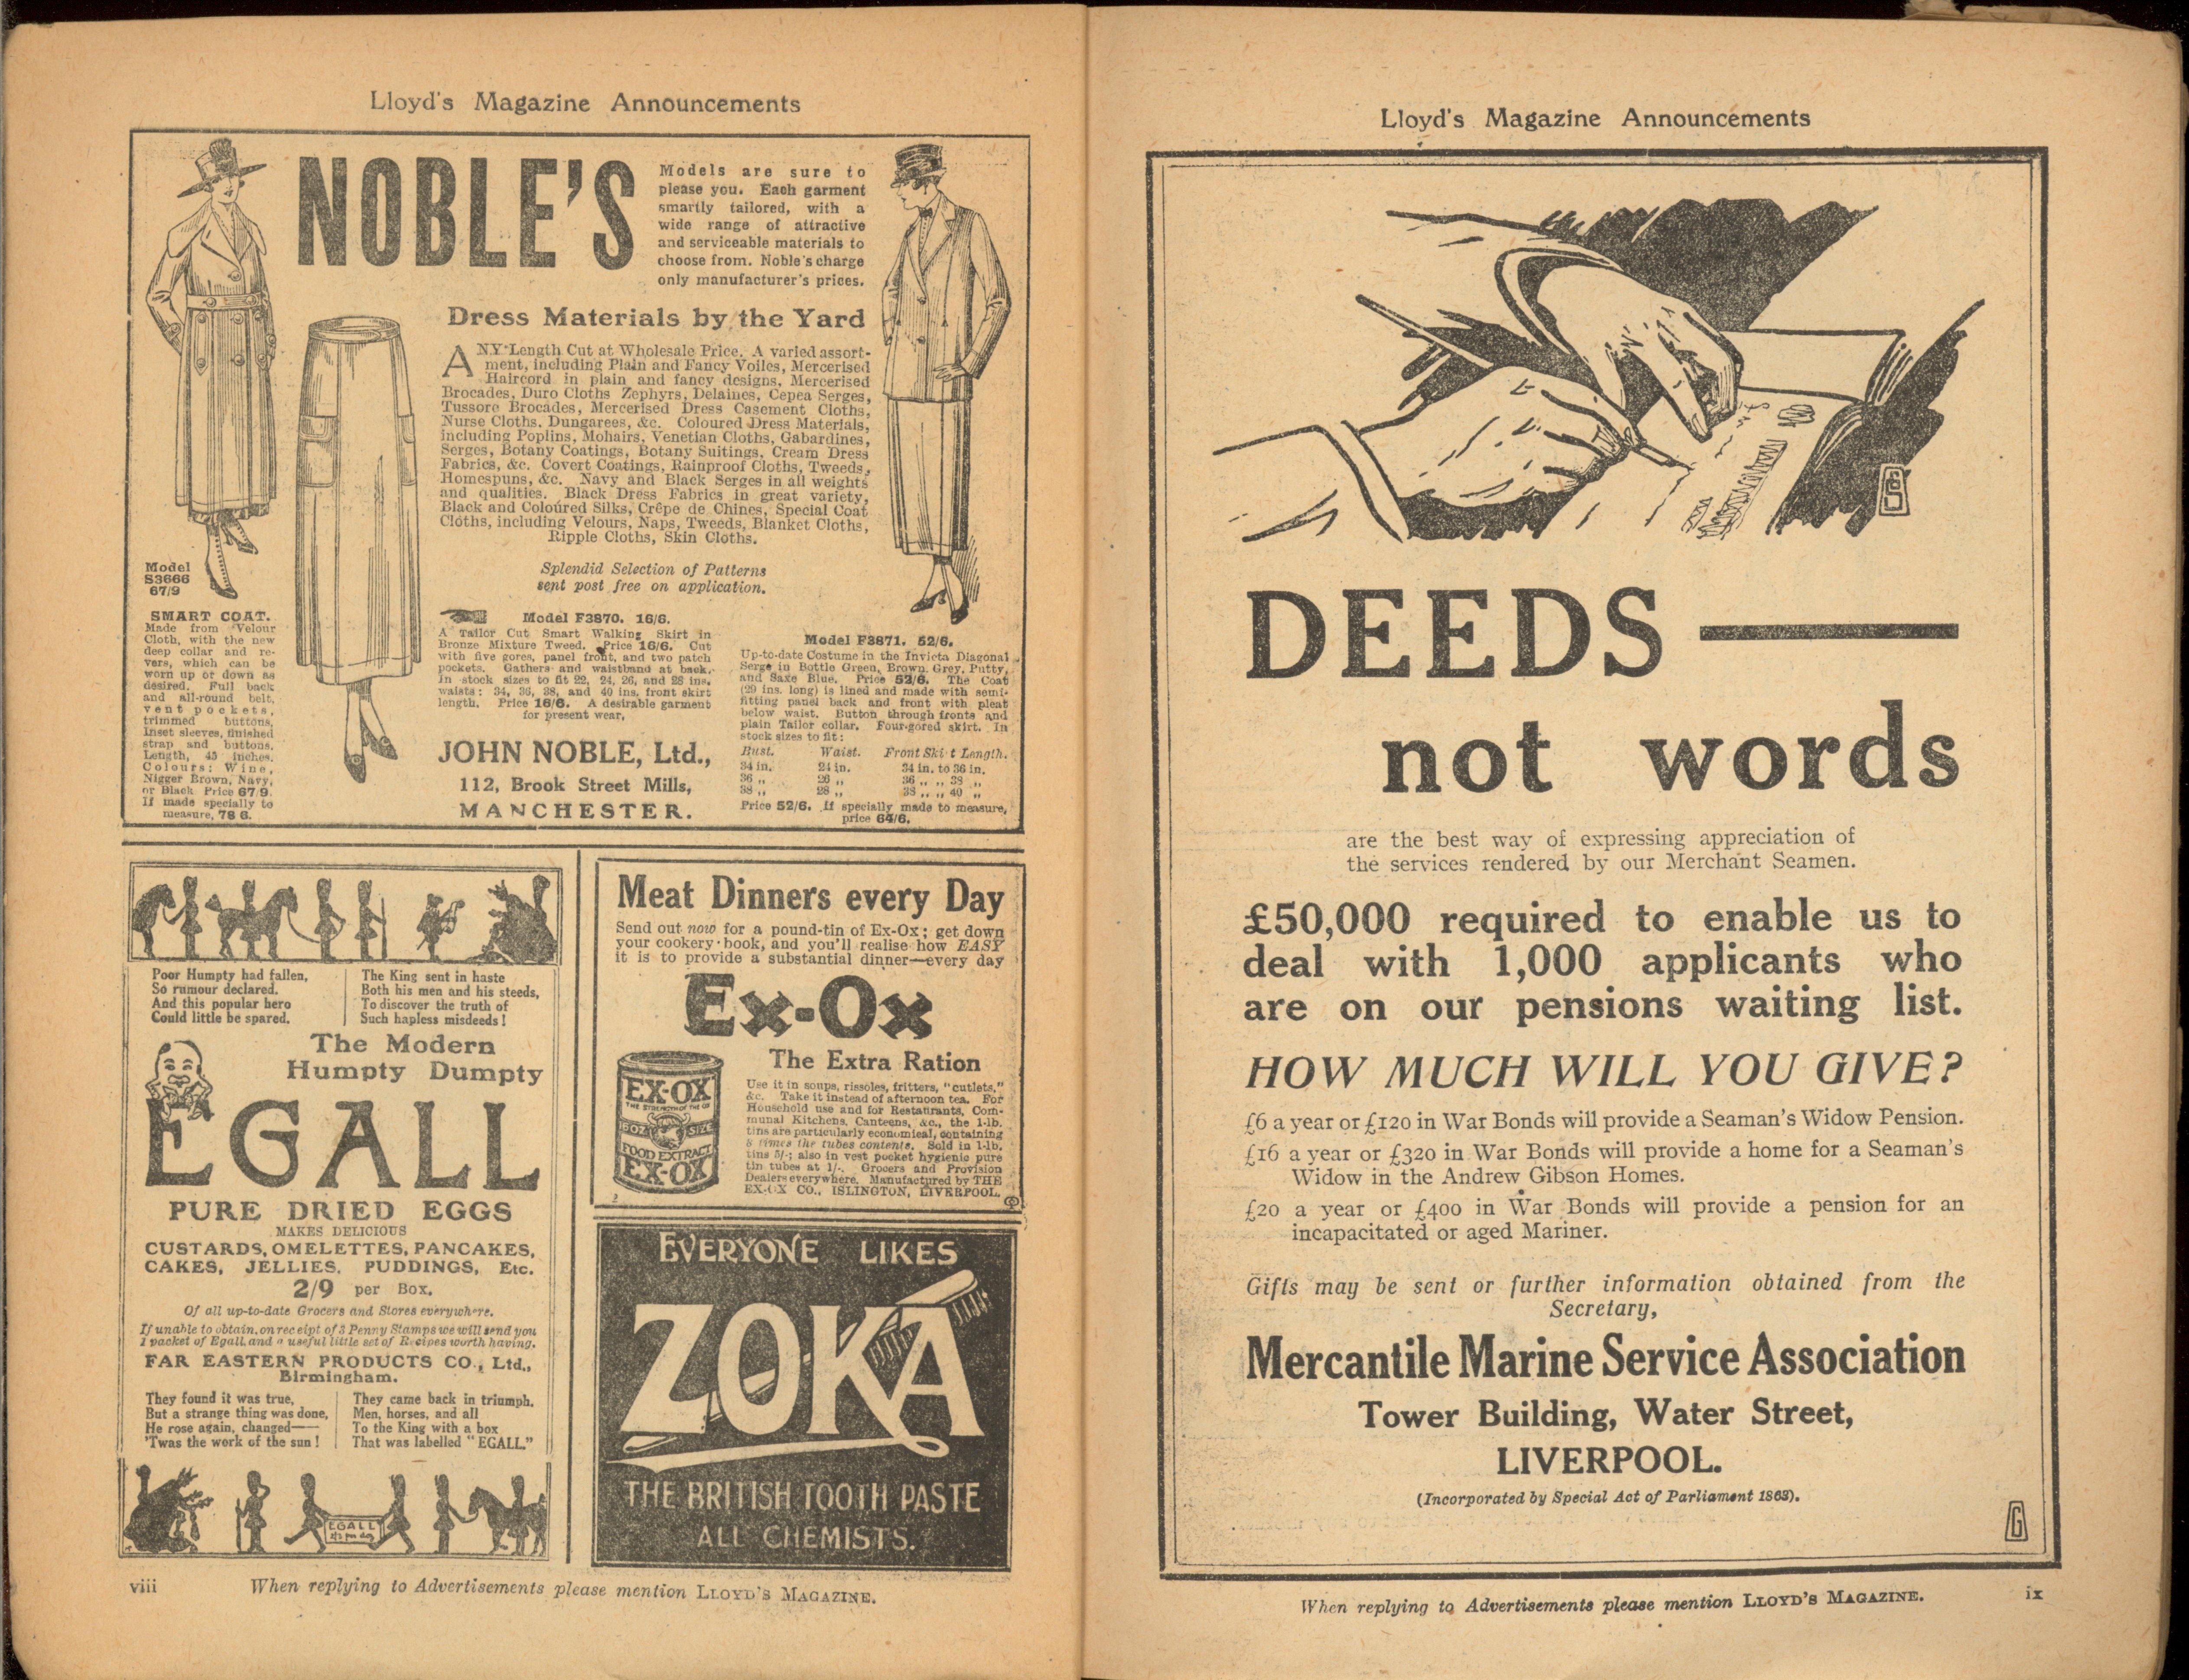 Lloyd's Magazine Announcements
NOBLE'S
Models are sure to
please you. Each garment
smartly tailored, with a
wide range of attractive
and serviceable materials to
choose from. Noble's charge
only manufacturer's prices.
Dress Materials by the Yard
ANY Length Cut at Wholesale Price. A varied assort-
ment, including Plain and Fancy Voiles, Mercerised
Haircord in plain and fancy designs, Mercerised
Brocades, Duro Cloths Zephyrs, Delaines, Cepea Serges,
Tussore Brocades, Mercerised Dress Casement Cloths,
Nurse Cloths, Dungarees, &c. Coloured Dress Materials,
including Poplins, Mohairs, Venetian Cloths, Gabardines,
Serges, Botany Coatings, Botany Suitings, Cream Dress
Fabrics, &c. Covert Coatings, Rainproof Cloths, Tweeds,
Homespuns, &c. Navy and Black Serges in all weights
and qualities. Black Dress Fabrics in great variety,
Black and Coloured Silks, Crêpe de Chines, Special Coat
Cloths, including Velours, Naps, Tweeds, Blanket Cloths,
Ripple Cloths, Skin Cloths.
Splendid Selection of Patterns
sent post free on application.
Model
S3666
67/9
SMART COAT.
Made from Velour
Cloth, with the new
deep collar and re-
vers, which can be
worn up or down as
desired. Full back
and all-round belt,
vent pockets,
trimmed buttons,
Inset sleeves, finished
strap and buttons.
Length, 45 inches.
Colours: Wine,
Nigger Brown, Navy,
or Black Price 67/9.
If made specially to
measure, 78 6.
Model F3870. 16/6.
A Tailor Cut Smart Walking Skirt in
Bronze Mixture Tweed. Price 16/6. Cut
with five gores, panel front, and two patch
pockets. Gathers and waistband at back.
In stock sizes to fit 22, 24, 26, and 28 ins.
waists: 34, 36, 38, and 40 ins. front skirt
length. Price 16/6. A desirable garment
for present wear.
JOHN NOBLE, Ltd.,
112, Brook Street Mills,
MANCHESTER.
Model F3871. 52/6.
Up-to-date Costume in the Invicta Diagonal
Serge in Bottle Green, Brown, Grey, Putty,
and Saxe Blue. Price 52/6. The Coat
(29 ins. long) is lined and made with semi-
fitting panel back and front with pleat
below waist. Button through fronts and
plain Tailor collar. Four-gored skirt. In
stock sizes to fit:
Bust. Waist. Front Skirt Length.
34 in. 24 in. 34 in. to 36 in.
36 ,, 26 ,, 36 ,, ,, 38 ,,
38 ,, 28 ,, 38 ,, ,, 40 ,,
Price 52/6. If specially made to measure,
price 64/6.
Poor Humpty had fallen,
So rumour declared.
And this popular hero
Could little be spared.
The King sent in haste
Both his men and his steeds,
To discover the truth of
Such hapless misdeeds!
The Modern
Humpty Dumpty
EGALL
PURE DRIED EGGS
MAKES DELICIOUS
CUSTARDS, OMELETTES, PANCAKES,
CAKES, JELLIES, PUDDINGS, Etc.
2/9 per Box.
Of all up-to-date Grocers and Stores everywhere.
If unable to obtain, on receipt of 3 Penny Stamps we will send you
1 packet of Egall, and a useful little set of Recipes worth having.
FAR EASTERN PRODUCTS CO., Ltd.,
Birmingham.
They found it was true,
But a strange thing was done,
He rose again, changed—
'Twas the work of the sun!
They came back in triumph.
Men, horses, and all
To the King with a box
That was labelled "EGALL"
EGALL
Meat Dinners every Day
Send out now for a pound-tin of Ex-Ox; get down
your cookery book, and you'll realise how EASY
it is to provide a substantial dinner—every day
Ex-Ox
The Extra Ration
EX-OX
THE STRENGTH OF THE OX
16 OZ SIZE
FOOD EXTRACT
EX-OX
Use it in soups, rissoles, fritters, "cutlets,"
&c. Take it instead of afternoon tea. For
Household use and for Restaurants, Com-
munal Kitchens, Canteens, &c., the 1-lb.
tins are particularly economical, containing
8 times the tubes contents. Sold in 1-lb.
tins 5/-; also in vest pocket hygienic pure
tin tubes at 1/-. Grocers and Provision
Dealers everywhere. Manufactured by THE
EX-OX CO., ISLINGTON, LIVERPOOL.
EVERYONE LIKES
ZOKA
THE BRITISH TOOTH PASTE
ALL CHEMISTS.
viii
When replying to Advertisements please mention LLOYD'S MAGAZINE.
Lloyd's Magazine Announcements
DEEDS—
not words
are the best way of expressing appreciation of
the services rendered by our Merchant Seamen.
£50,000 required to enable us to
deal with 1,000 applicants who
are on our pensions waiting list.
HOW MUCH WILL YOU GIVE?
£6 a year or £120 in War Bonds will provide a Seaman's Widow Pension.
£16 a year or £320 in War Bonds will provide a home for a Seaman's
Widow in the Andrew Gibson Homes.
£20 a year or £400 in War Bonds will provide a pension for an
incapacitated or aged Mariner.
Gifts may be sent or further information obtained from the
Secretary,
Mercantile Marine Service Association
Tower Building, Water Street,
LIVERPOOL.
(Incorporated by Special Act of Parliament 1863).
G
When replying to Advertisements please mention LLOYD'S MAGAZINE.
ix